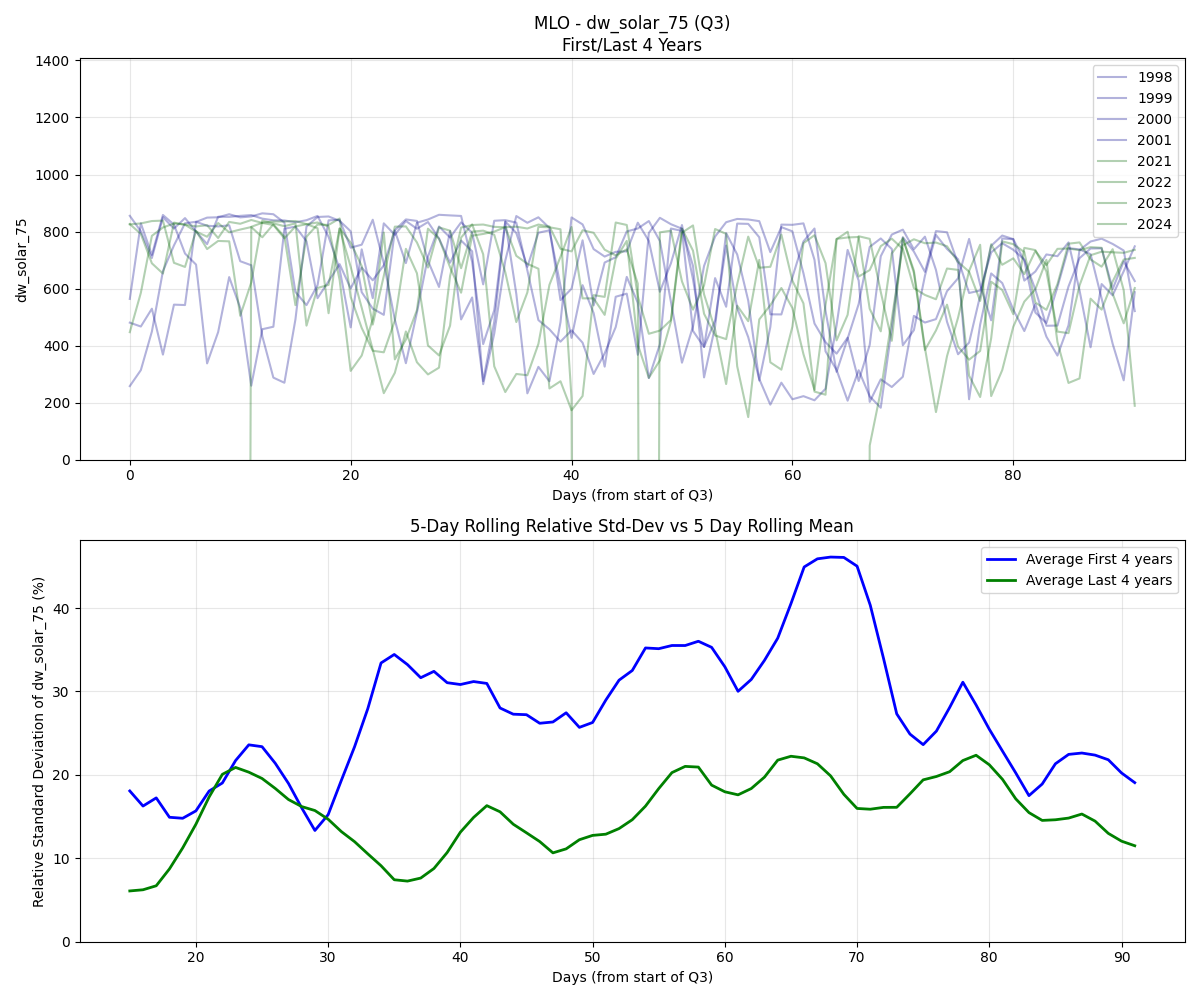 MLO - dw_solar_75 (Q3)
First/Last 4 Years
1400
1200
1000
800
600
400
200
0
dw_solar_75
1998
1999
2000
2001
2021
2022
2023
2024
0 20 40 60 80
Days (from start of Q3)
5-Day Rolling Relative Std-Dev vs 5 Day Rolling Mean
Relative Standard Deviation of dw_solar_75 (%)
40
30
20
10
0
Average First 4 years
Average Last 4 years
20 30 40 50 60 70 80 90
Days (from start of Q3)